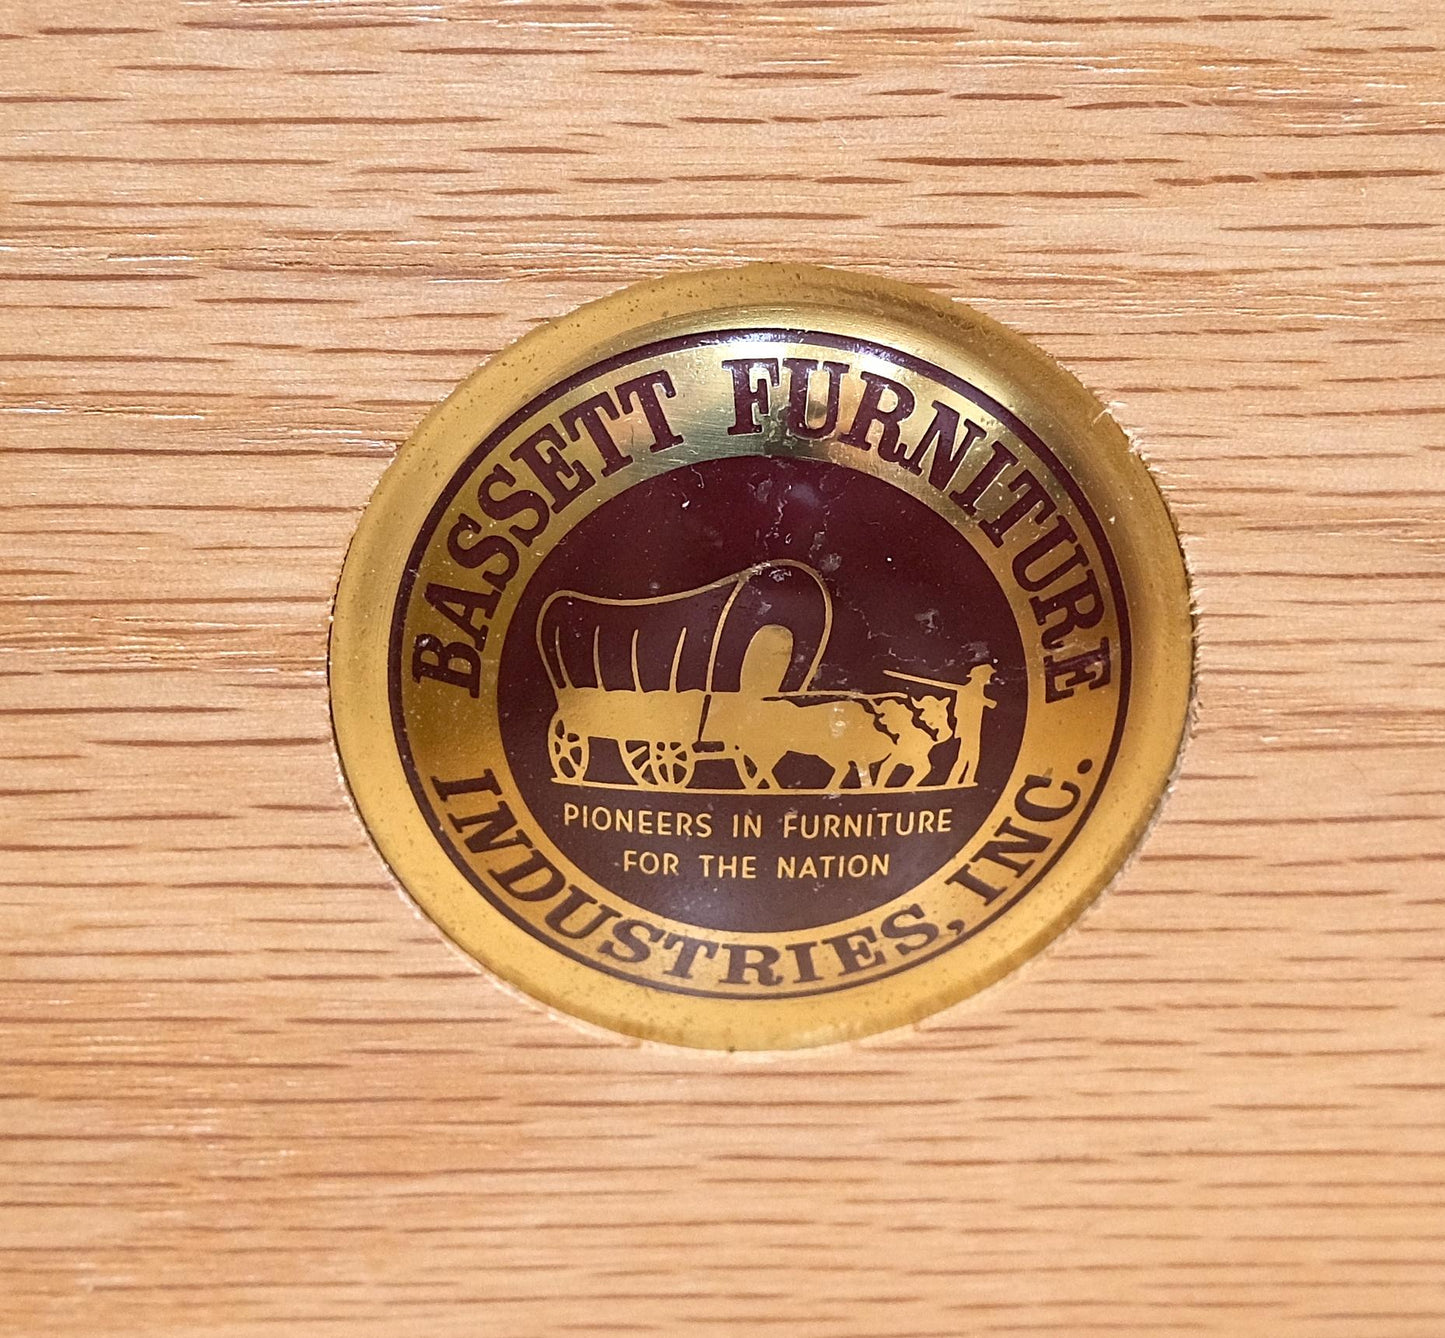 BASSETT FURNITURE
PIONEERS IN FURNITURE
FOR THE NATION
INDUSTRIES, INC.